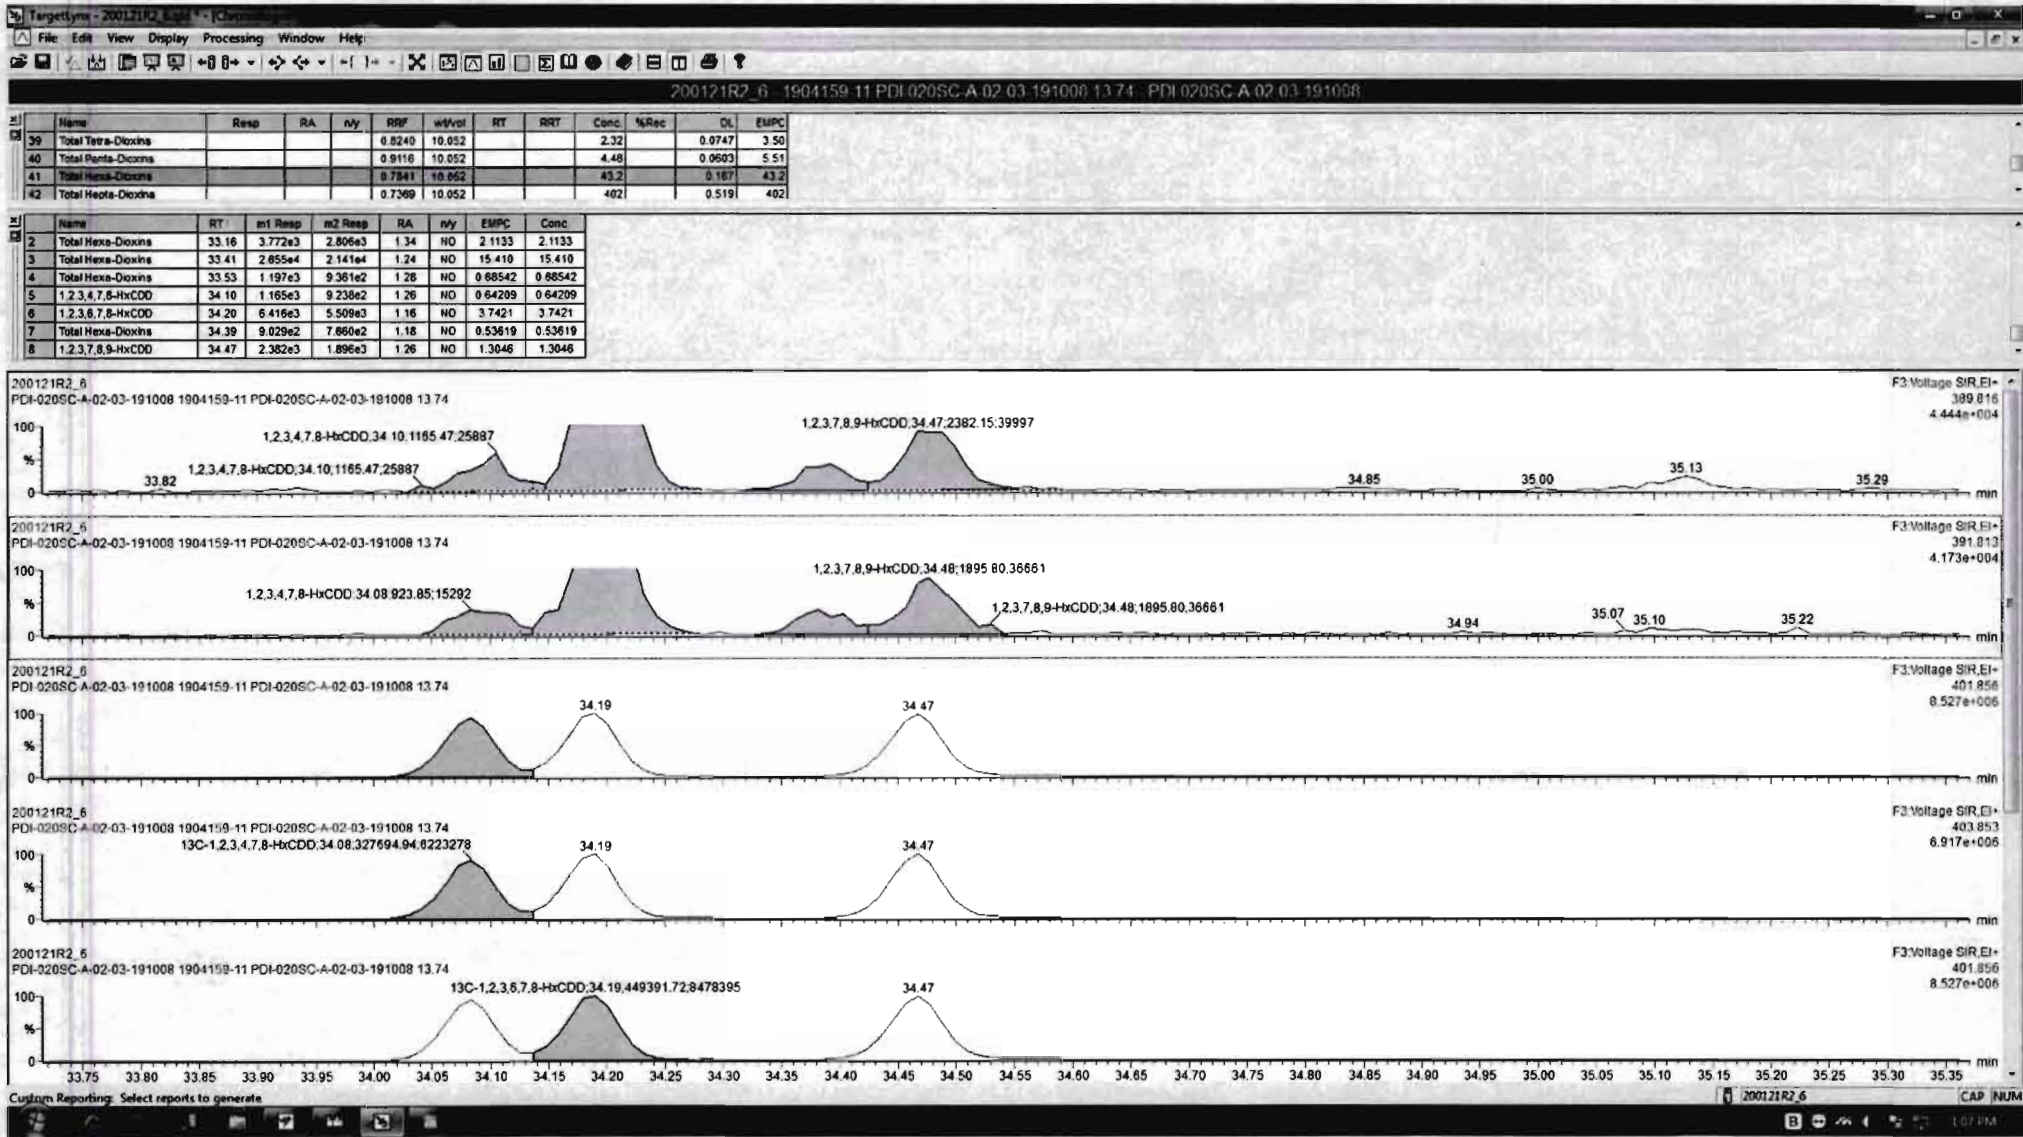 TargetLynx - 200121R2_6.qld * - [Chromatogram]
File Edit View Display Processing Window Help
200121R2_6 - 1904159-11 PDI-020SC-A-02-03-191008 13.74 - PDI-020SC-A-02-03-191008
Name Resp RA n/y RRF wt/vol RT RRT Conc. %Rec DL EMPC
39 Total Tetra-Dioxins 0.8240 10.052 2.32 0.0747 3.50
40 Total Penta-Dioxins 0.9116 10.052 4.48 0.0603 5.51
41 Total Hexa-Dioxins 0.7841 10.052 43.2 0.167 43.2
42 Total Hepta-Dioxins 0.7369 10.052 402 0.519 402
Name RT m1 Resp m2 Resp RA n/y EMPC Conc.
2 Total Hexa-Dioxins 33.16 3.772e3 2.806e3 1.34 NO 2.1133 2.1133
3 Total Hexa-Dioxins 33.41 2.655e4 2.141e4 1.24 NO 15.410 15.410
4 Total Hexa-Dioxins 33.53 1.197e3 9.361e2 1.28 NO 0.68542 0.68542
5 1,2,3,4,7,8-HxCDD 34.10 1.165e3 9.238e2 1.26 NO 0.64209 0.64209
6 1,2,3,6,7,8-HxCDD 34.20 6.416e3 5.509e3 1.16 NO 3.7421 3.7421
7 Total Hexa-Dioxins 34.39 9.029e2 7.660e2 1.18 NO 0.53619 0.53619
8 1,2,3,7,8,9-HxCDD 34.47 2.382e3 1.896e3 1.26 NO 1.3046 1.3046
200121R2_6
PDI-020SC-A-02-03-191008 1904159-11 PDI-020SC-A-02-03-191008 13.74
F3:Voltage SIR,EI+
389.816
4.444e+004
1,2,3,4,7,8-HxCDD;34.10;1165.47;25887
1,2,3,7,8,9-HxCDD;34.47;2382.15;39997
1,2,3,4,7,8-HxCDD;34.10;1165.47;25887
33.82 34.85 35.00 35.13 35.29
100
%
0
min
200121R2_6
PDI-020SC-A-02-03-191008 1904159-11 PDI-020SC-A-02-03-191008 13.74
F3:Voltage SIR,EI+
391.813
4.173e+004
1,2,3,7,8,9-HxCDD;34.48;1895.80;36661
1,2,3,4,7,8-HxCDD;34.08;923.85;15292
1,2,3,7,8,9-HxCDD;34.48;1895.80;36661
34.94 35.07 35.10 35.22
100
%
0
min
200121R2_6
PDI-020SC-A-02-03-191008 1904159-11 PDI-020SC-A-02-03-191008 13.74
F3:Voltage SIR,EI+
401.856
8.527e+006
34.19 34.47
100
%
0
min
200121R2_6
PDI-020SC-A-02-03-191008 1904159-11 PDI-020SC-A-02-03-191008 13.74
F3:Voltage SIR,EI+
403.853
6.917e+006
13C-1,2,3,4,7,8-HxCDD;34.08;327694.94;6223278
34.19 34.47
100
%
0
min
200121R2_6
PDI-020SC-A-02-03-191008 1904159-11 PDI-020SC-A-02-03-191008 13.74
F3:Voltage SIR,EI+
401.856
8.527e+006
13C-1,2,3,6,7,8-HxCDD;34.19;449391.72;8478395
34.47
100
%
0
min
33.75 33.80 33.85 33.90 33.95 34.00 34.05 34.10 34.15 34.20 34.25 34.30 34.35 34.40 34.45 34.50 34.55 34.60 34.65 34.70 34.75 34.80 34.85 34.90 34.95 35.00 35.05 35.10 35.15 35.20 35.25 35.30 35.35
Custom Reporting: Select reports to generate
200121R2_6
CAP NUM
1:07 PM